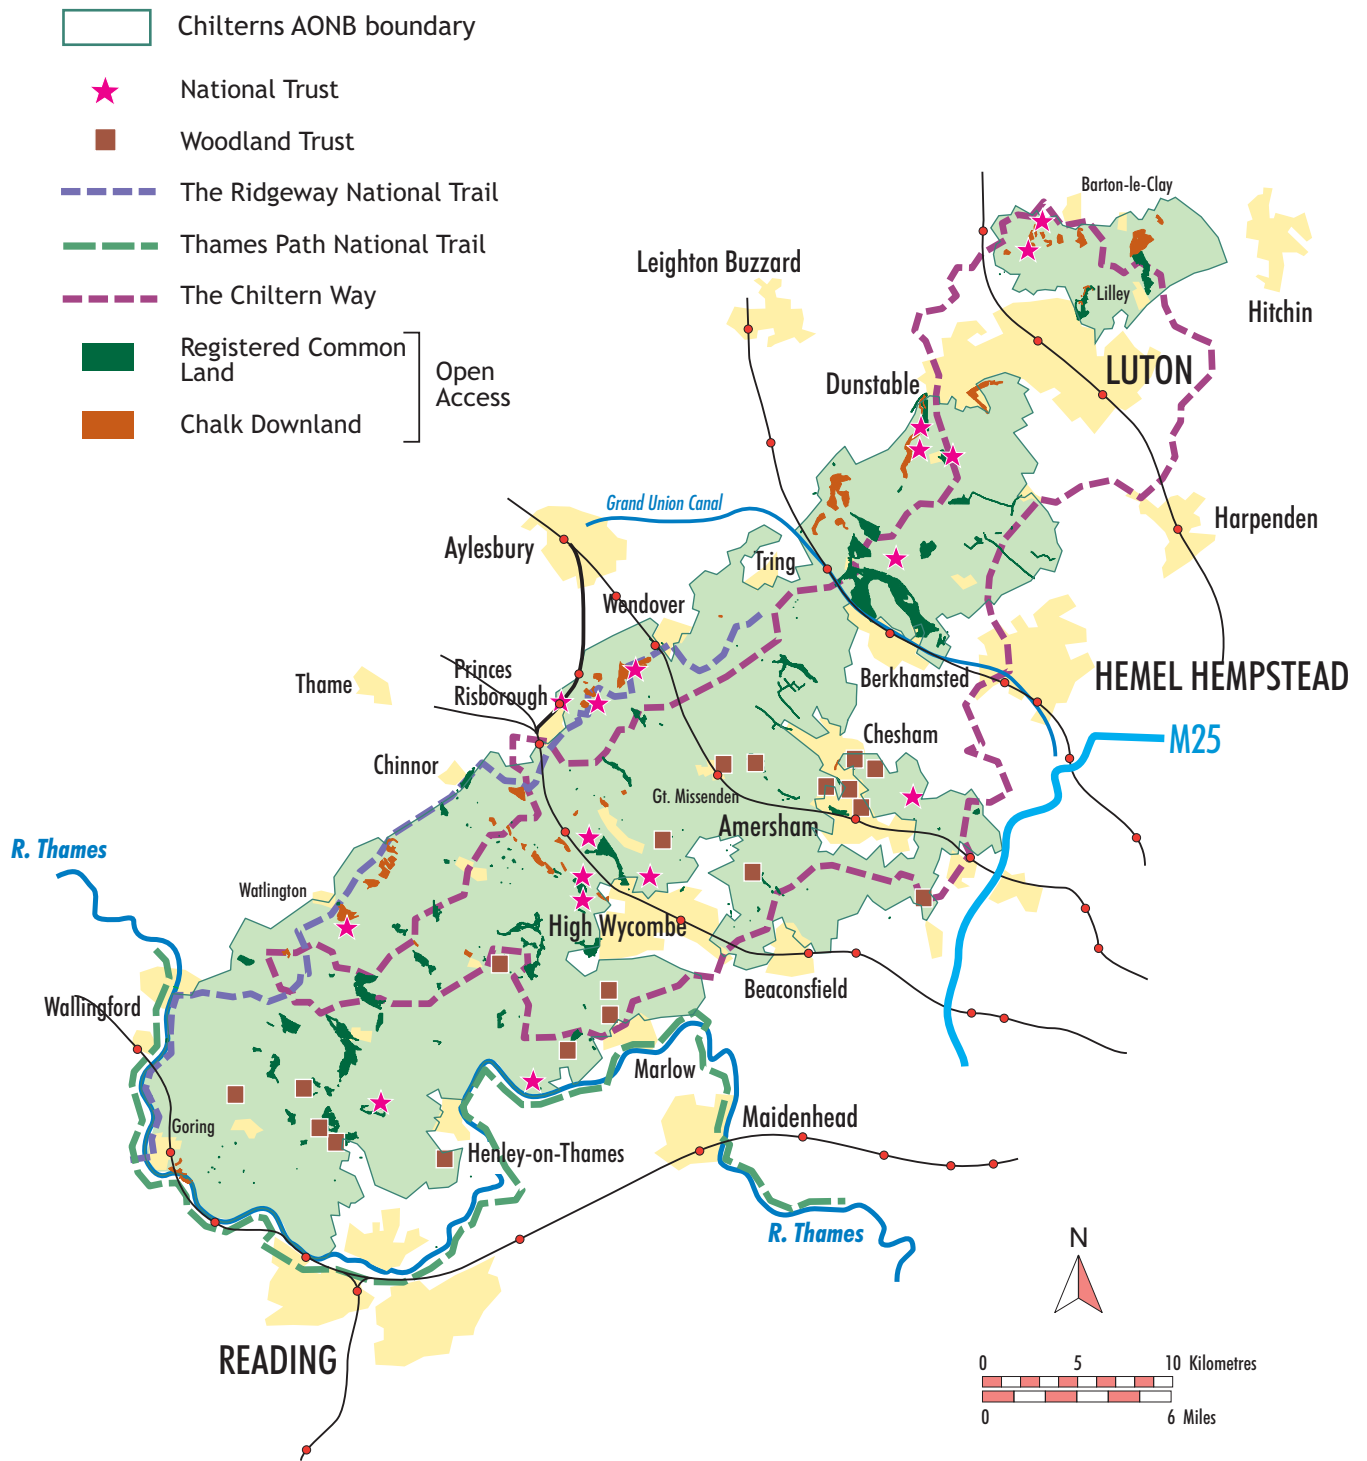 Chilterns AONB boundary
National Trust
Woodland Trust
The Ridgeway National Trail
Thames Path National Trail
The Chiltern Way
Registered Common
Land
Open
Access
Chalk Downland
Barton-le-Clay
Leighton Buzzard
Lilley
Hitchin
LUTON
Dunstable
Grand Union Canal
Harpenden
Aylesbury
Tring
Wendover
Princes
Risborough
Thame
Berkhamsted
HEMEL HEMPSTEAD
Chesham
M25
Chinnor
Gt. Missenden
Amersham
R. Thames
Watlington
High Wycombe
Beaconsfield
Wallingford
Marlow
Maidenhead
Goring
Henley-on-Thames
R. Thames
N
READING
0 5 10 Kilometres
0 6 Miles